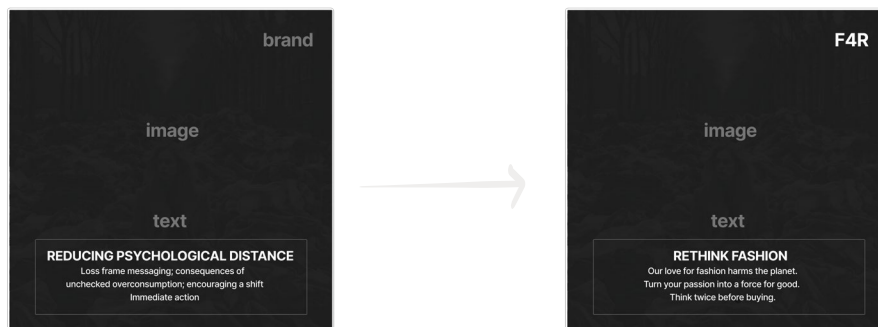 brand
image
text
REDUCING PSYCHOLOGICAL DISTANCE
Loss frame messaging; consequences of
unchecked overconsumption; encouraging a shift
Immediate action
F4R
image
text
RETHINK FASHION
Our love for fashion harms the planet.
Turn your passion into a force for good.
Think twice before buying.